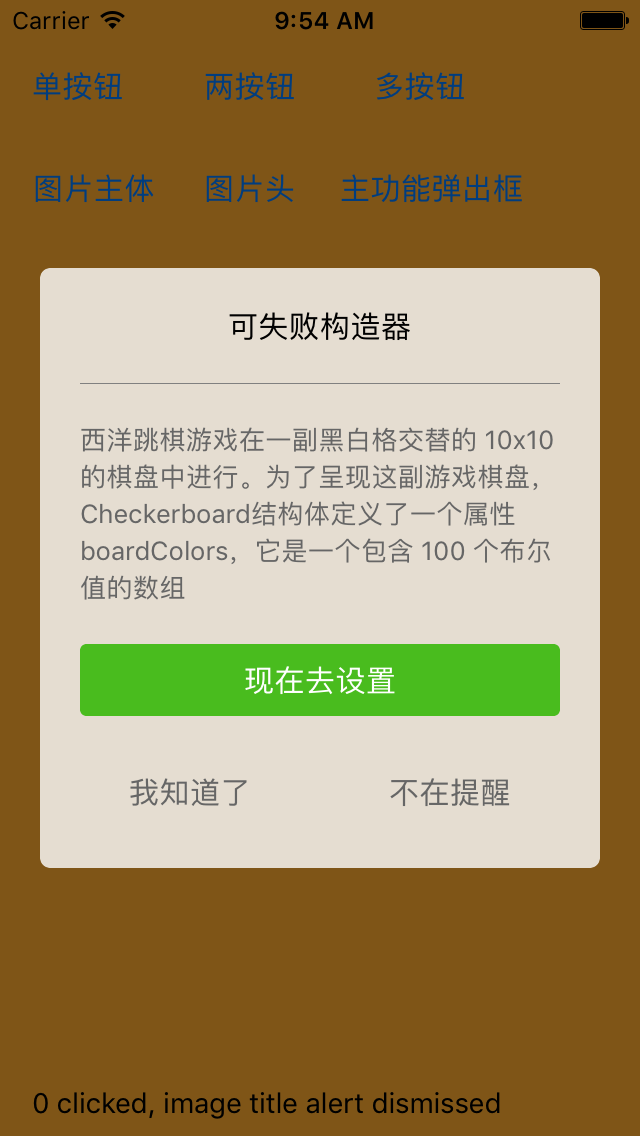 Carrier 9:54 AM
单按钮 两按钮 多按钮
图片主体 图片头 主功能弹出框
可失败构造器
西洋跳棋游戏在一副黑白格交替的 10x10
的棋盘中进行。为了呈现这副游戏棋盘，
Checkerboard结构体定义了一个属性
boardColors，它是一个包含 100 个布尔
值的数组
现在去设置
我知道了 不在提醒
0 clicked, image title alert dismissed